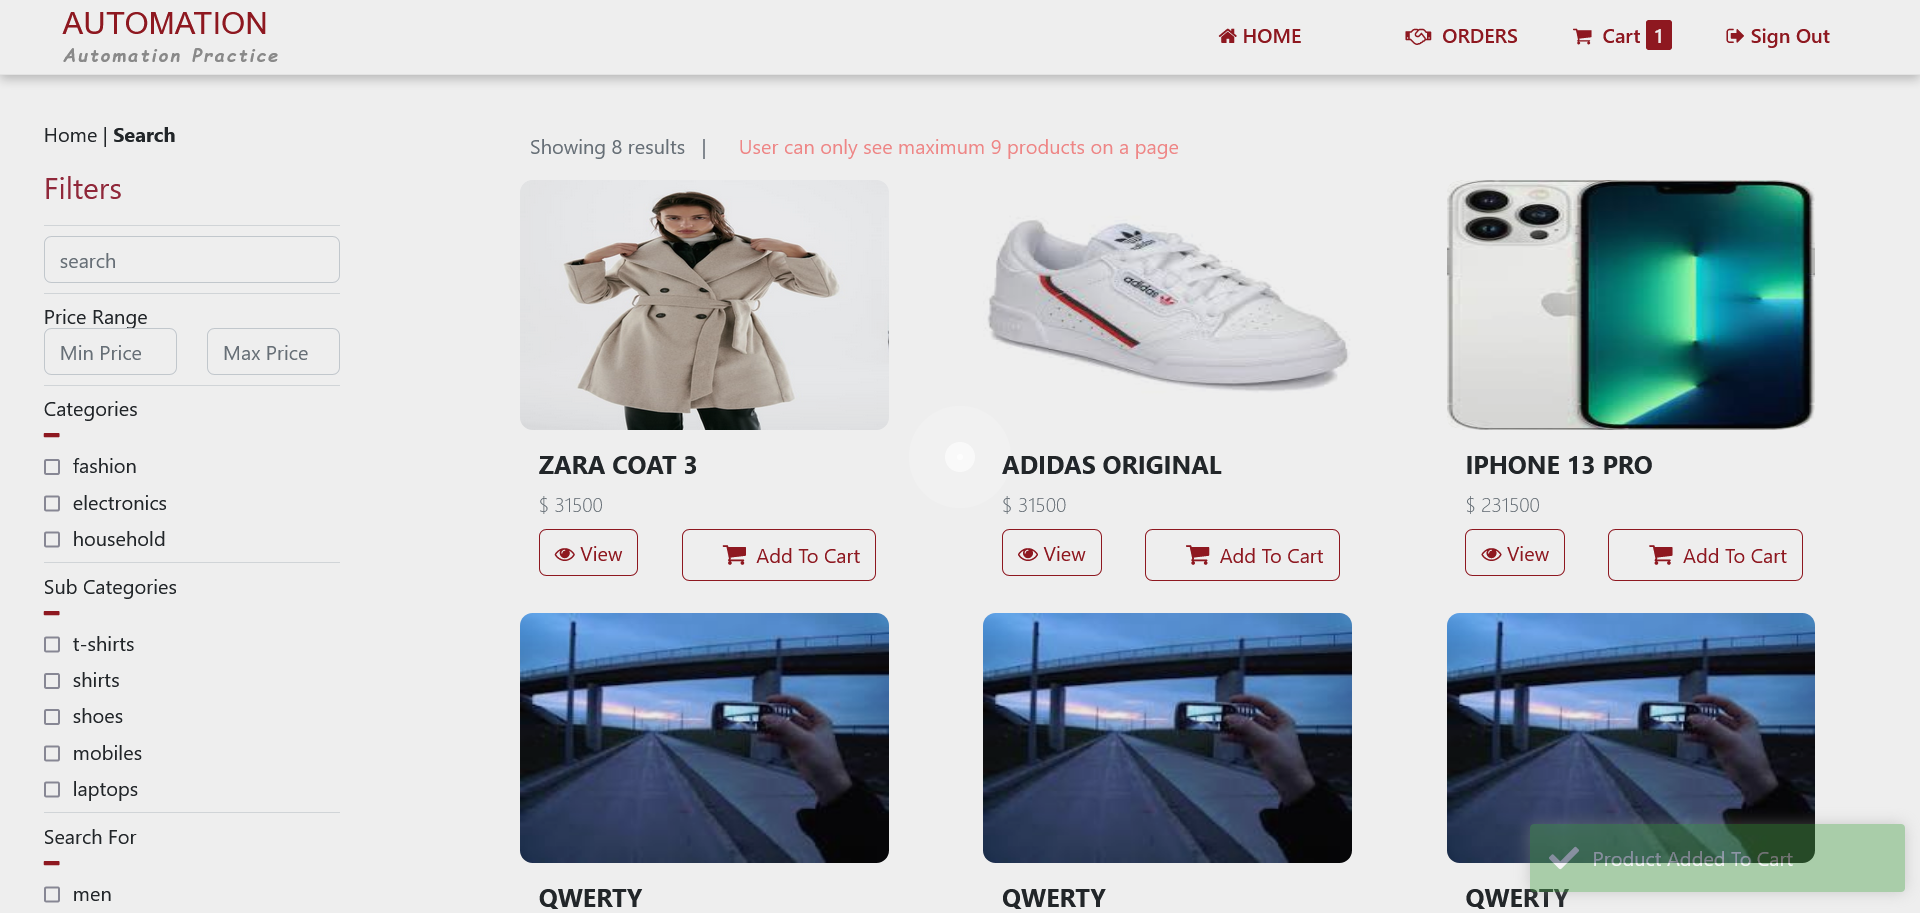 AUTOMATION
Automation Practice
HOME
ORDERS
Cart 1
Sign Out
Home | Search
Filters
search
Price Range
Min Price
Max Price
Categories
fashion
electronics
household
Sub Categories
t-shirts
shirts
shoes
mobiles
laptops
Search For
men
Showing 8 results |
User can only see maximum 9 products on a page
adidas
ZARA COAT 3
$ 31500
View
Add To Cart
ADIDAS ORIGINAL
$ 31500
View
Add To Cart
IPHONE 13 PRO
$ 231500
View
Add To Cart
QWERTY
QWERTY
QWERTY
Product Added To Cart